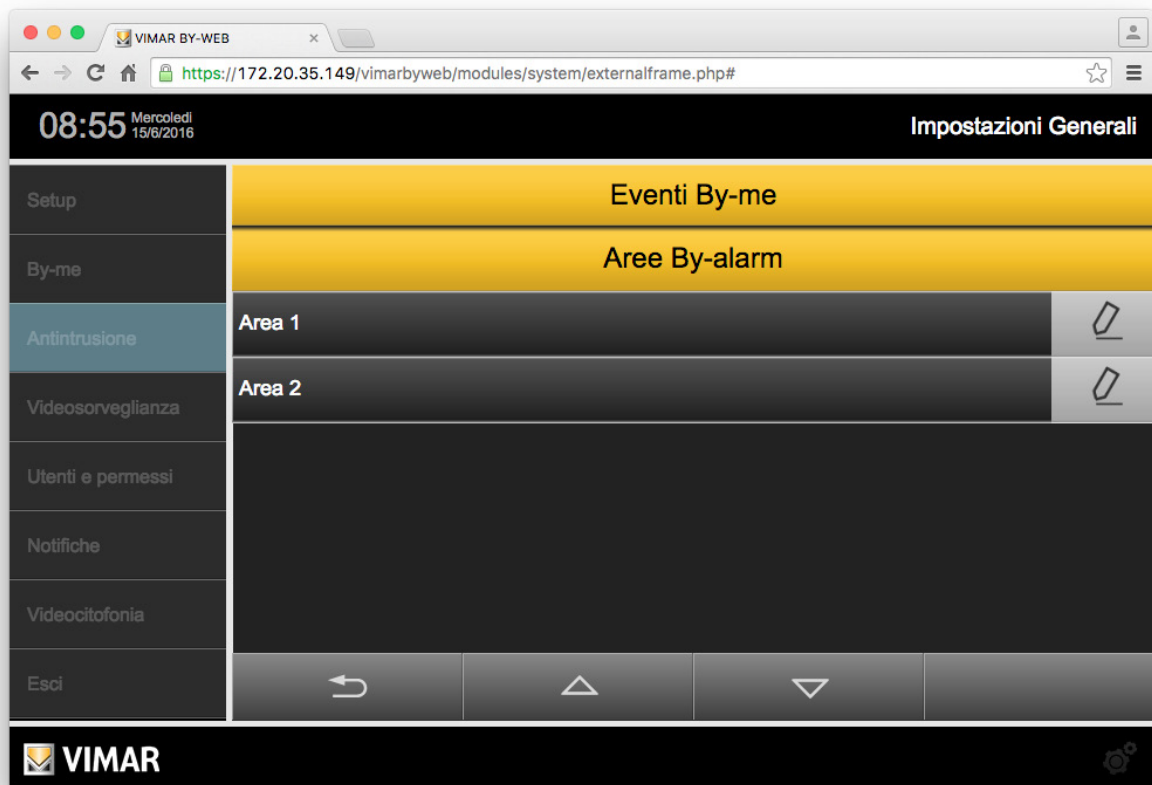 VIMAR BY-WEB
https://172.20.35.149/vimarbyweb/modules/system/externalframe.php#
08:55
Mercoledi
15/6/2016
Impostazioni Generali
Setup
By-me
Antintrusione
Videosorveglianza
Utenti e permessi
Notifiche
Videocitofonia
Esci
Eventi By-me
Aree By-alarm
Area 1
Area 2
VIMAR